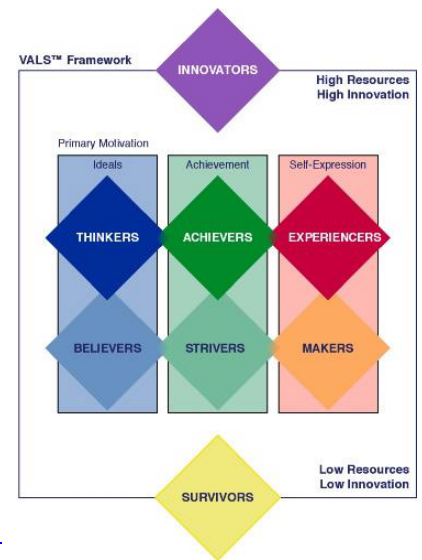 INNOVATORS
VALS™ Framework
High Resources
High Innovation
Primary Motivation
Ideals
Achievement
Self-Expression
THINKERS
ACHIEVERS
EXPERIENCERS
BELIEVERS
STRIVERS
MAKERS
Low Resources
Low Innovation
SURVIVORS